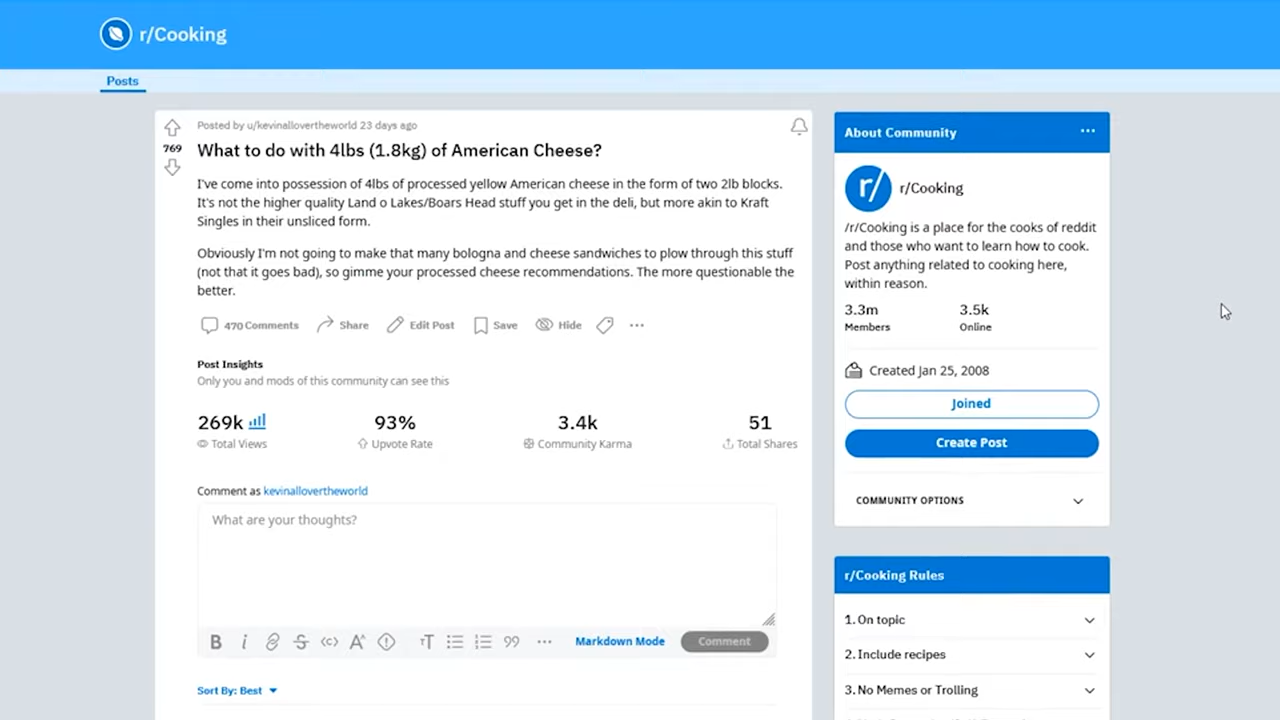 r/Cooking
Posts
Posted by u/kevinallovertheworld 23 days ago
769
What to do with 4lbs (1.8kg) of American Cheese?
I've come into possession of 4lbs of processed yellow American cheese in the form of two 2lb blocks.
It's not the higher quality Land o Lakes/Boars Head stuff you get in the deli, but more akin to Kraft
Singles in their unsliced form.
Obviously I'm not going to make that many bologna and cheese sandwiches to plow through this stuff
(not that it goes bad), so gimme your processed cheese recommendations. The more questionable the
better.
470 Comments Share Edit Post Save Hide
Post Insights
Only you and mods of this community can see this
269k 93% 3.4k 51
Total Views Upvote Rate Community Karma Total Shares
Comment as kevinallovertheworld
What are your thoughts?
Markdown Mode Comment
Sort By: Best
About Community
r/Cooking
/r/Cooking is a place for the cooks of reddit
and those who want to learn how to cook.
Post anything related to cooking here,
within reason.
3.3m 3.5k
Members Online
Created Jan 25, 2008
Joined
Create Post
COMMUNITY OPTIONS
r/Cooking Rules
1. On topic
2. Include recipes
3. No Memes or Trolling